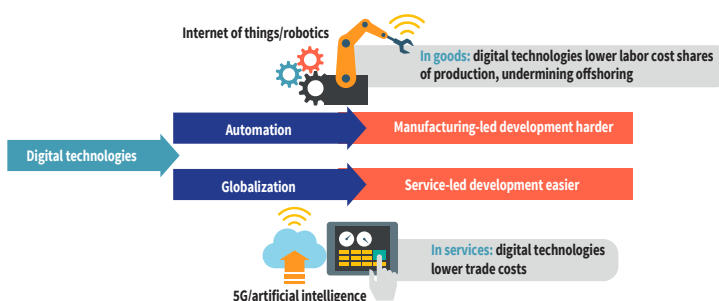 Internet of things/robotics
In goods: digital technologies lower labor cost shares
of production, undermining offshoring
Automation
Manufacturing-led development harder
Digital technologies
Globalization
Service-led development easier
In services: digital technologies
lower trade costs
5G/artificial intelligence